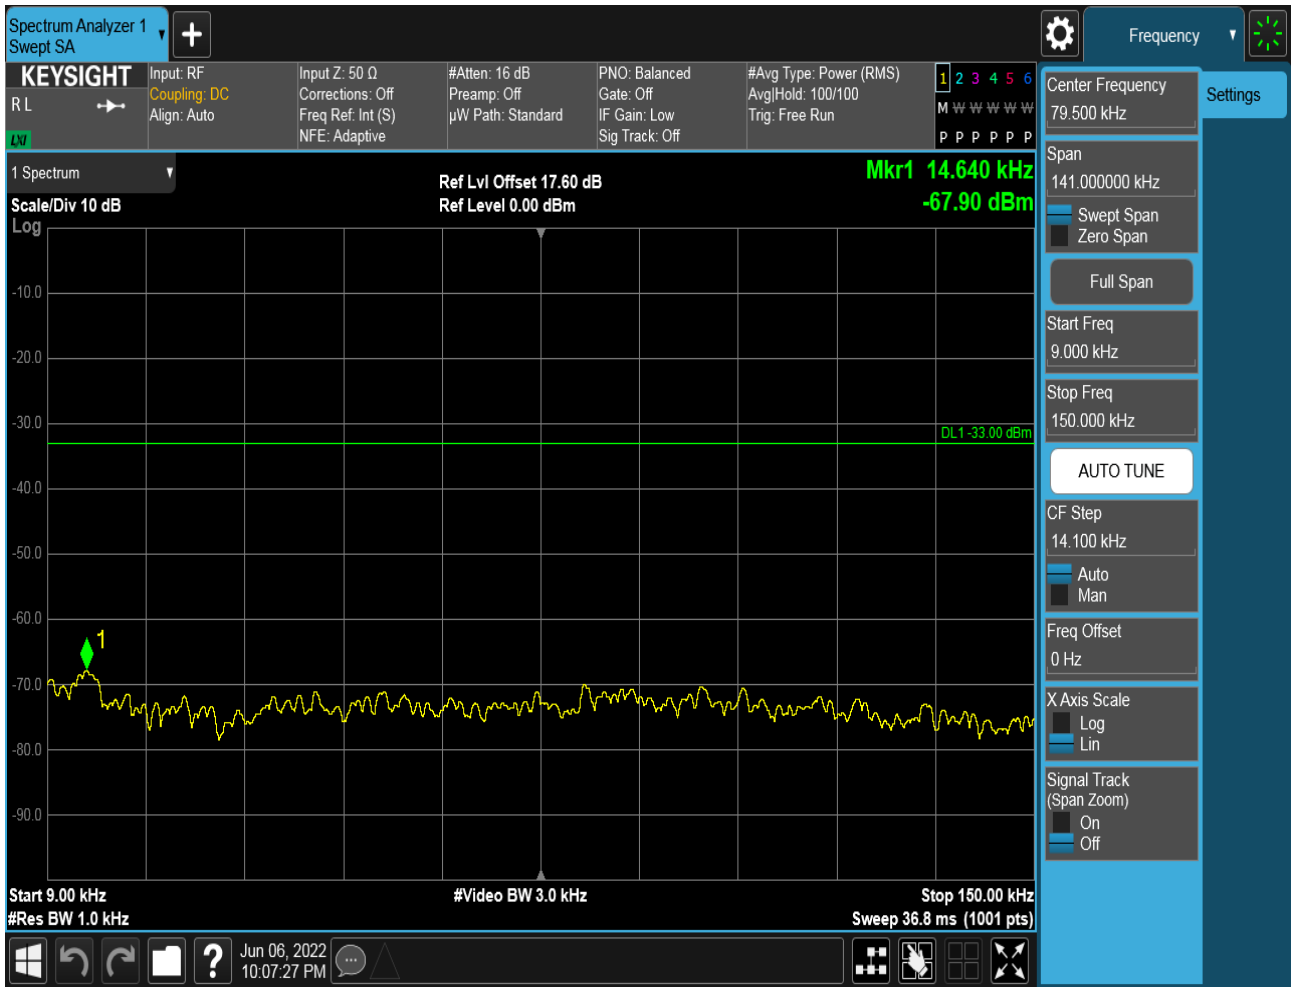 Spectrum Analyzer 1
Swept SA
Frequency
KEYSIGHT
R L
LXI
Input: RF
Coupling: DC
Align: Auto
Input Z: 50 Ω
Corrections: Off
Freq Ref: Int (S)
NFE: Adaptive
#Atten: 16 dB
Preamp: Off
µW Path: Standard
PNO: Balanced
Gate: Off
IF Gain: Low
Sig Track: Off
#Avg Type: Power (RMS)
Avg|Hold: 100/100
Trig: Free Run
1 2 3 4 5 6
M W W W W W
P P P P P P
1 Spectrum
Scale/Div 10 dB
Log
Ref Lvl Offset 17.60 dB
Ref Level 0.00 dBm
Mkr1 14.640 kHz
-67.90 dBm
-10.0
-20.0
-30.0
DL1 -33.00 dBm
-40.0
-50.0
-60.0
1
-70.0
-80.0
-90.0
Start 9.00 kHz
#Res BW 1.0 kHz
#Video BW 3.0 kHz
Stop 150.00 kHz
Sweep 36.8 ms (1001 pts)
Jun 06, 2022
10:07:27 PM
Center Frequency
79.500 kHz
Settings
Span
141.000000 kHz
Swept Span
Zero Span
Full Span
Start Freq
9.000 kHz
Stop Freq
150.000 kHz
AUTO TUNE
CF Step
14.100 kHz
Auto
Man
Freq Offset
0 Hz
X Axis Scale
Log
Lin
Signal Track
(Span Zoom)
On
Off